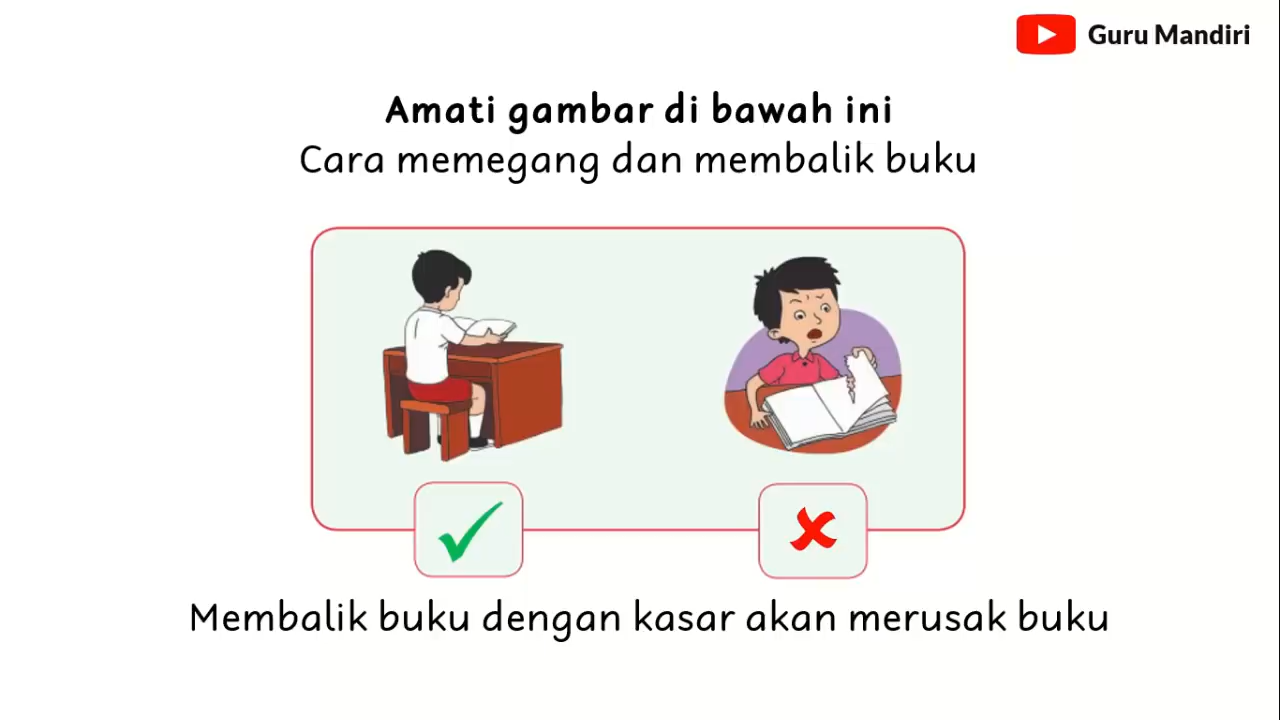 Guru Mandiri
Amati gambar di bawah ini
Cara memegang dan membalik buku
Membalik buku dengan kasar akan merusak buku